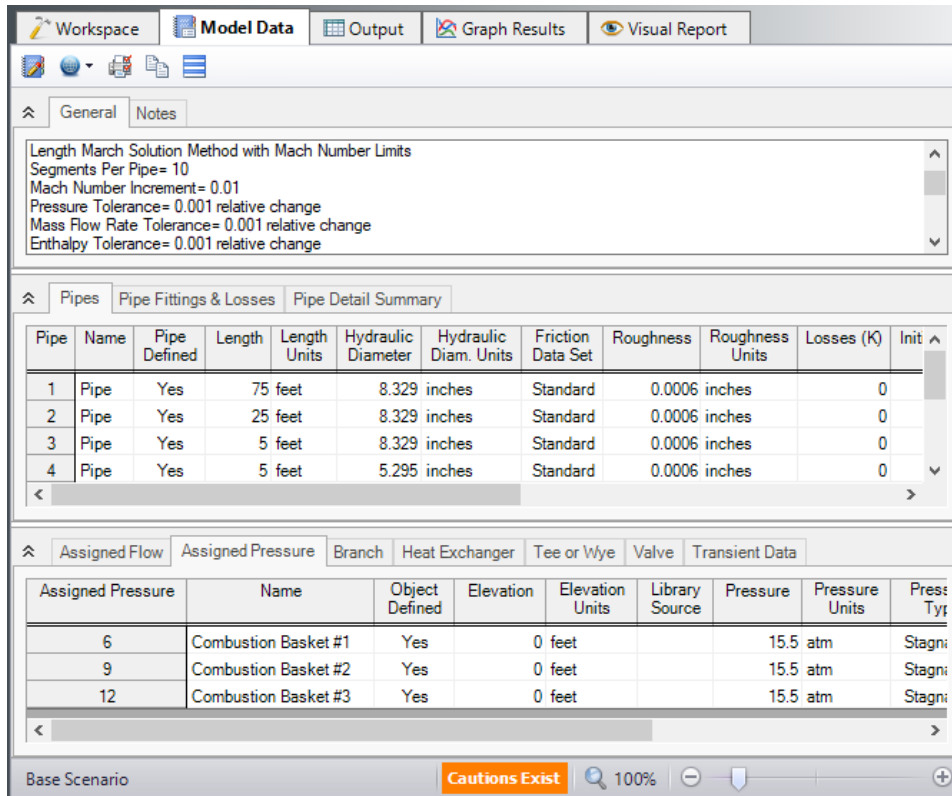 Workspace Model Data Output Graph Results Visual Report
General Notes
Length March Solution Method with Mach Number Limits
Segments Per Pipe= 10
Mach Number Increment= 0.01
Pressure Tolerance= 0.001 relative change
Mass Flow Rate Tolerance= 0.001 relative change
Enthalpy Tolerance= 0.001 relative change
Pipes Pipe Fittings & Losses Pipe Detail Summary
Pipe Name Pipe Defined Length Length Units Hydraulic Diameter Hydraulic Diam. Units Friction Data Set Roughness Roughness Units Losses (K) Init
1 Pipe Yes 75 feet 8.329 inches Standard 0.0006 inches 0
2 Pipe Yes 25 feet 8.329 inches Standard 0.0006 inches 0
3 Pipe Yes 5 feet 8.329 inches Standard 0.0006 inches 0
4 Pipe Yes 5 feet 5.295 inches Standard 0.0006 inches 0
Assigned Flow Assigned Pressure Branch Heat Exchanger Tee or Wye Valve Transient Data
Assigned Pressure Name Object Defined Elevation Elevation Units Library Source Pressure Pressure Units Press Typ
6 Combustion Basket #1 Yes 0 feet 15.5 atm Stagna
9 Combustion Basket #2 Yes 0 feet 15.5 atm Stagna
12 Combustion Basket #3 Yes 0 feet 15.5 atm Stagna
Base Scenario Cautions Exist 100%